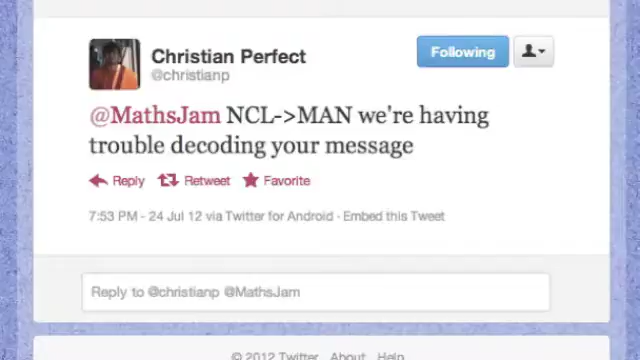 Christian Perfect
@christianp
Following
@MathsJam NCL->MAN we're having
trouble decoding your message
Reply Retweet Favorite
7:53 PM - 24 Jul 12 via Twitter for Android · Embed this Tweet
Reply to @christianp @MathsJam
© 2012 Twitter About Help